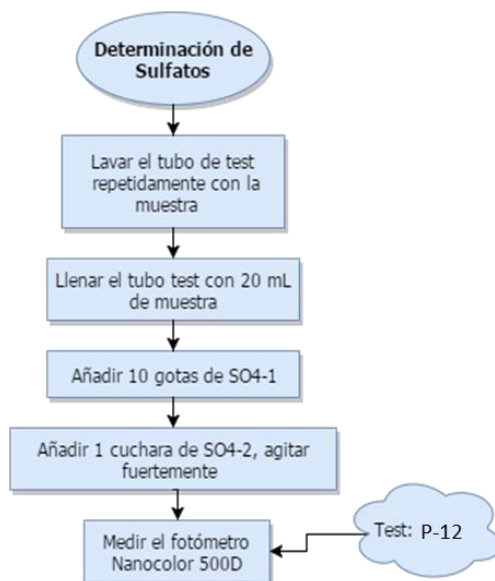 Determinación de
Sulfatos
Lavar el tubo de test
repetidamente con la
muestra
Llenar el tubo test con 20 mL
de muestra
Añadir 10 gotas de SO4-1
Añadir 1 cuchara de SO4-2, agitar
fuertemente
Medir el fotómetro
Nanocolor 500D
Test: P-12